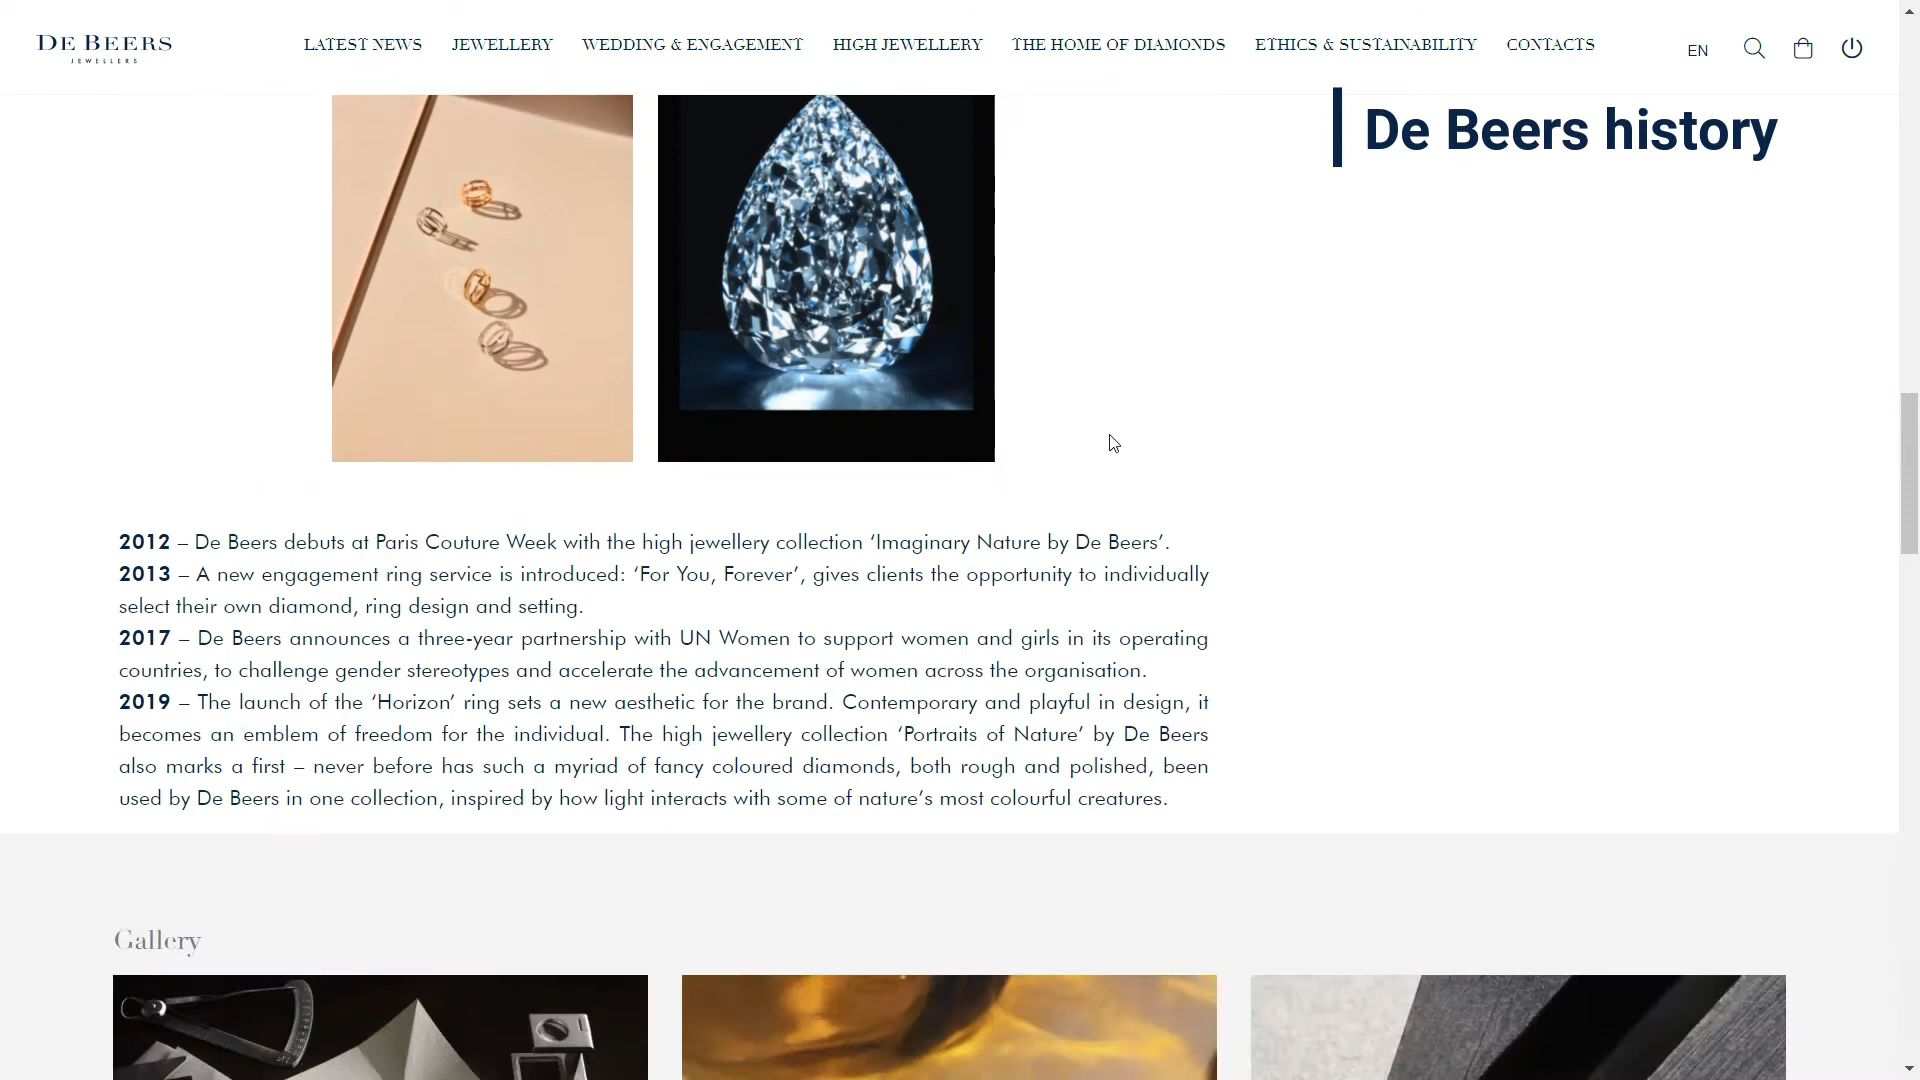 DE BEERS
JEWELLERS
LATEST NEWS
JEWELLERY
WEDDING & ENGAGEMENT
HIGH JEWELLERY
THE HOME OF DIAMONDS
ETHICS & SUSTAINABILITY
CONTACTS
EN
De Beers history
2012 – De Beers debuts at Paris Couture Week with the high jewellery collection ‘Imaginary Nature by De Beers’.
2013 – A new engagement ring service is introduced: ‘For You, Forever’, gives clients the opportunity to individually
select their own diamond, ring design and setting.
2017 – De Beers announces a three-year partnership with UN Women to support women and girls in its operating
countries, to challenge gender stereotypes and accelerate the advancement of women across the organisation.
2019 – The launch of the ‘Horizon’ ring sets a new aesthetic for the brand. Contemporary and playful in design, it
becomes an emblem of freedom for the individual. The high jewellery collection ‘Portraits of Nature’ by De Beers
also marks a first – never before has such a myriad of fancy coloured diamonds, both rough and polished, been
used by De Beers in one collection, inspired by how light interacts with some of nature’s most colourful creatures.
Gallery